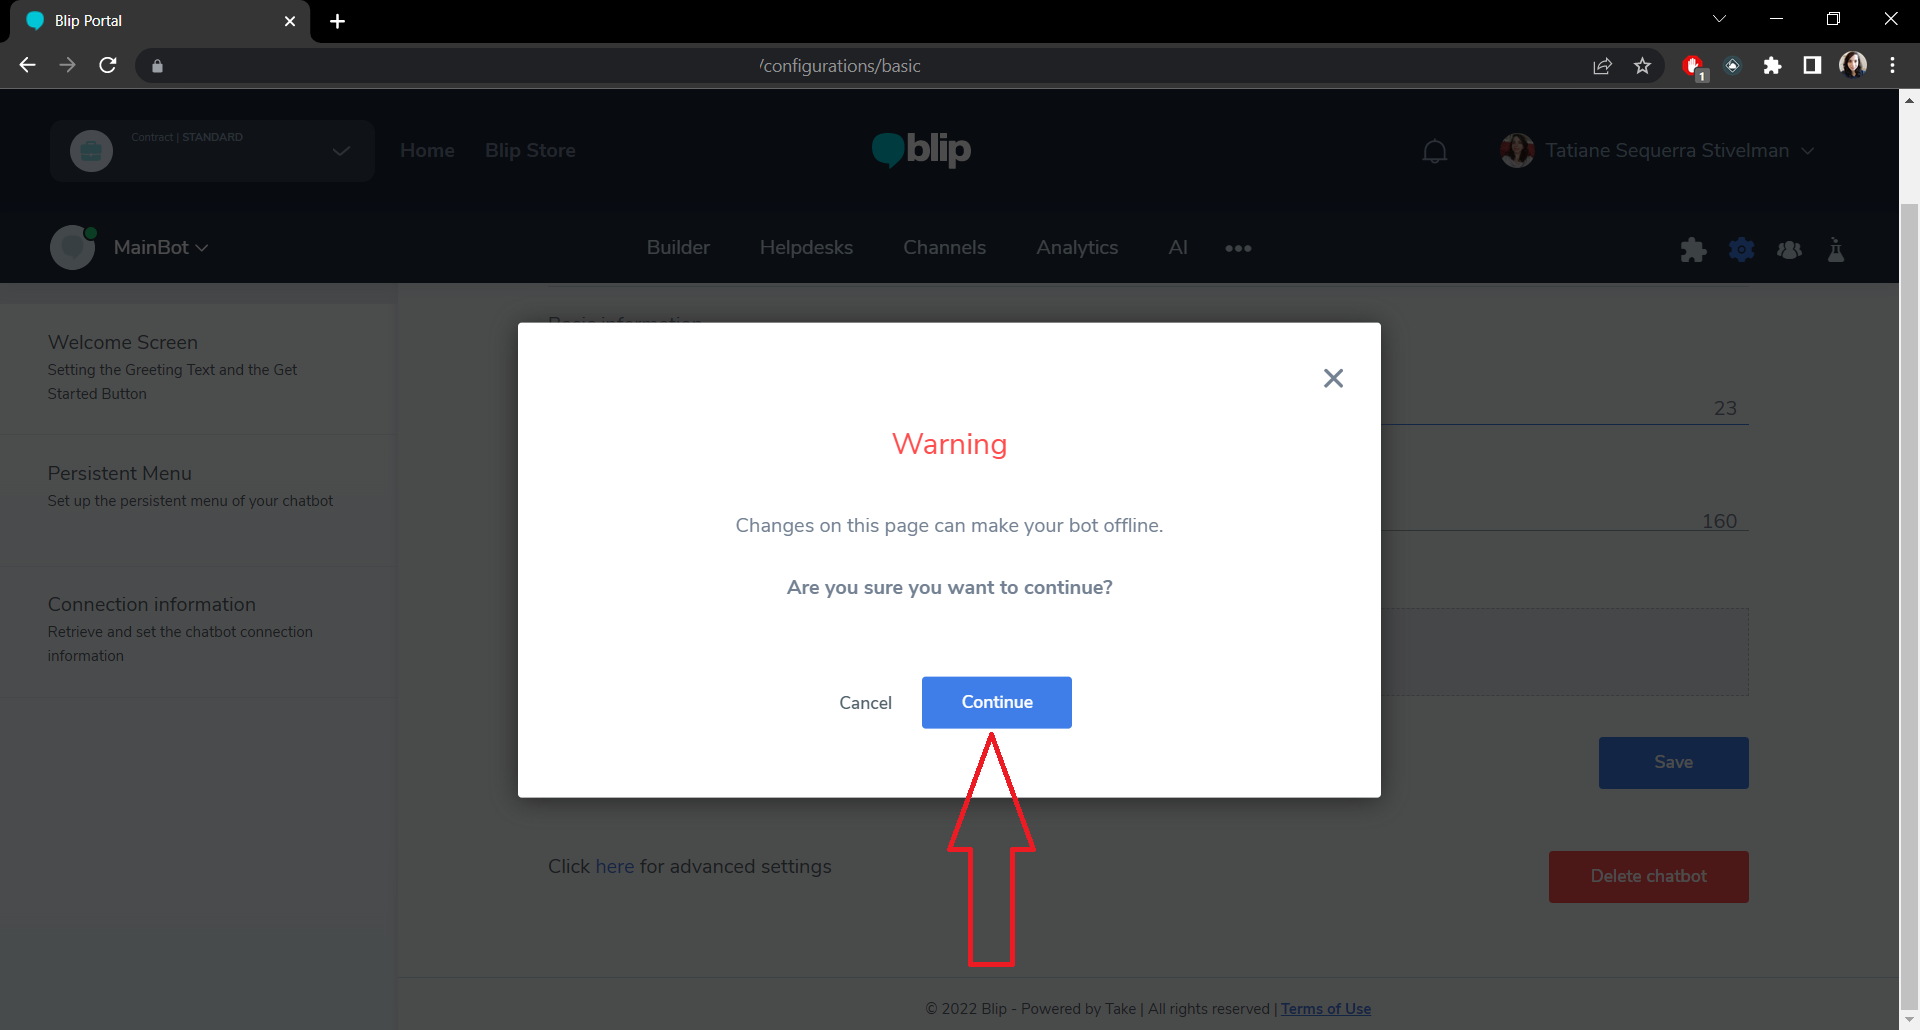 Blip Portal
/configurations/basic
1
Contract | STANDARD
Home
Blip Store
blip
Tatiane Sequerra Stivelman
MainBot
Builder
Helpdesks
Channels
Analytics
AI
Welcome Screen
Setting the Greeting Text and the Get
Started Button
Persistent Menu
Set up the persistent menu of your chatbot
Connection information
Retrieve and set the chatbot connection
information
Basic information
23
160
Warning
Changes on this page can make your bot offline.
Are you sure you want to continue?
Cancel
Continue
Save
Click here for advanced settings
Delete chatbot
© 2022 Blip - Powered by Take | All rights reserved | Terms of Use